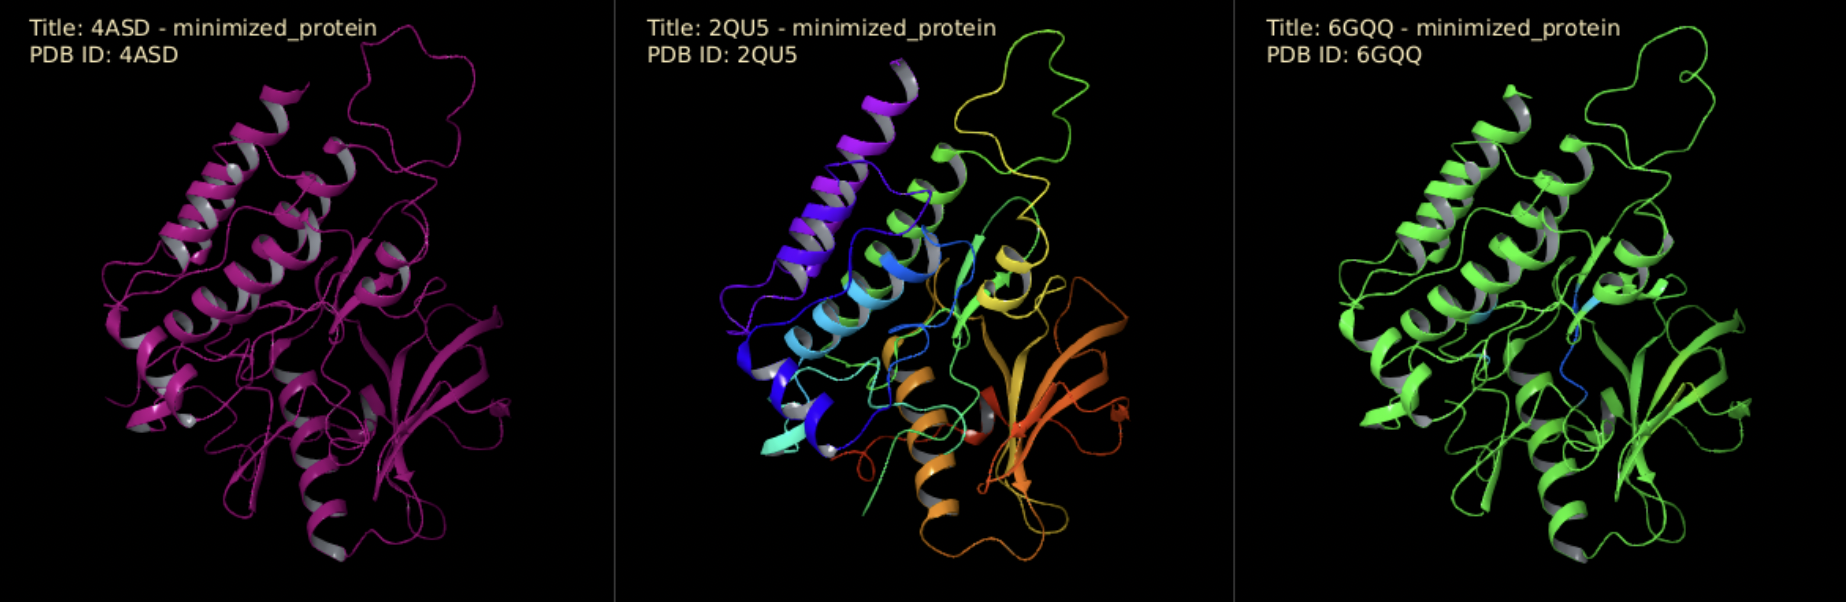 Title: 4ASD - minimized_protein
PDB ID: 4ASD
Title: 2QU5 - minimized_protein
PDB ID: 2QU5
Title: 6GQQ - minimized_protein
PDB ID: 6GQQ